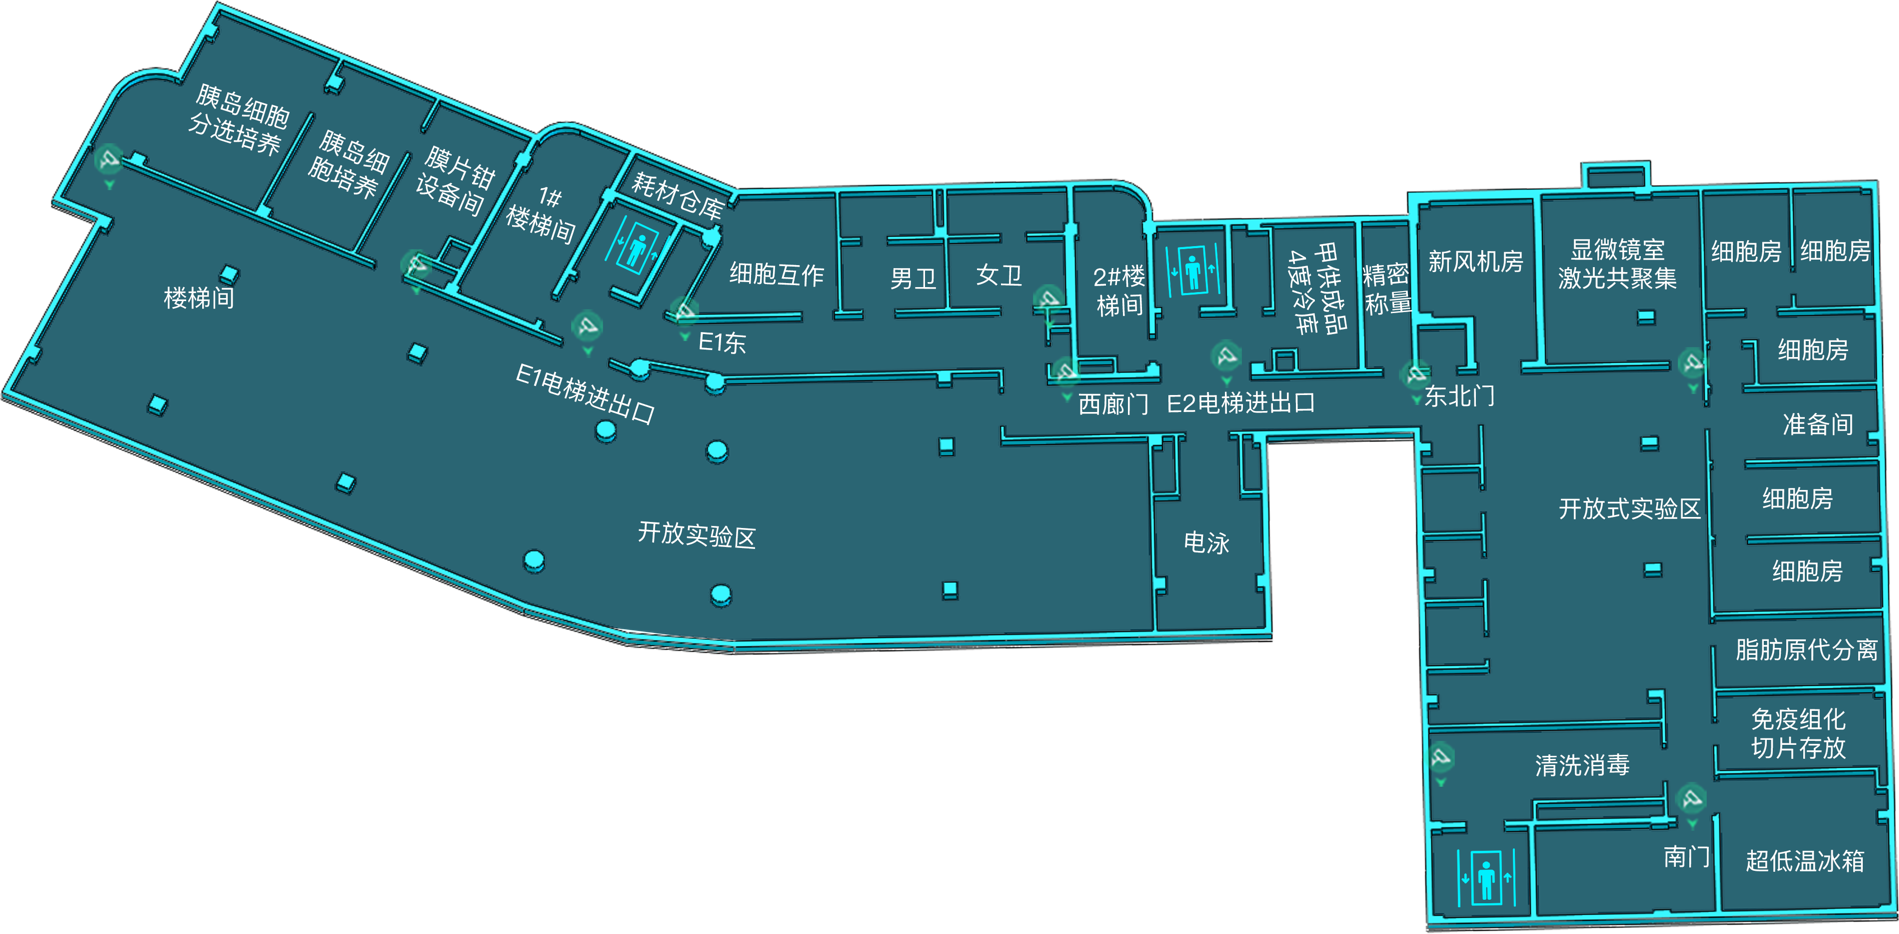 胰岛细胞
分选培养
胰岛细
胞培养
膜片钳
设备间
1#
楼梯间
耗材仓库
楼梯间
细胞互作
男卫
女卫
2#楼
梯间
甲供成品
4度冷库
精密
称量
新风机房
显微镜室
激光共聚集
细胞房
细胞房
细胞房
E1东
E1电梯进出口
西廊门
E2电梯进出口
东北门
准备间
开放实验区
电泳
开放式实验区
细胞房
细胞房
脂肪原代分离
免疫组化
切片存放
清洗消毒
南门
超低温冰箱